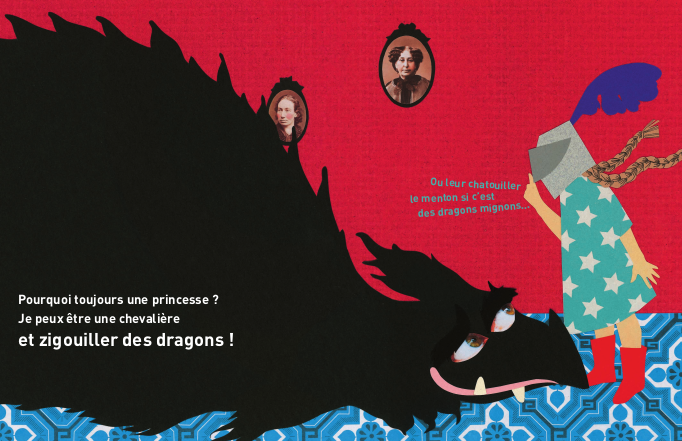 Pourquoi toujours une princesse ?
Je peux être une chevalière
et zigouiller des dragons !
Ou leur chatouiller
le menton si c'est
des dragons mignons...